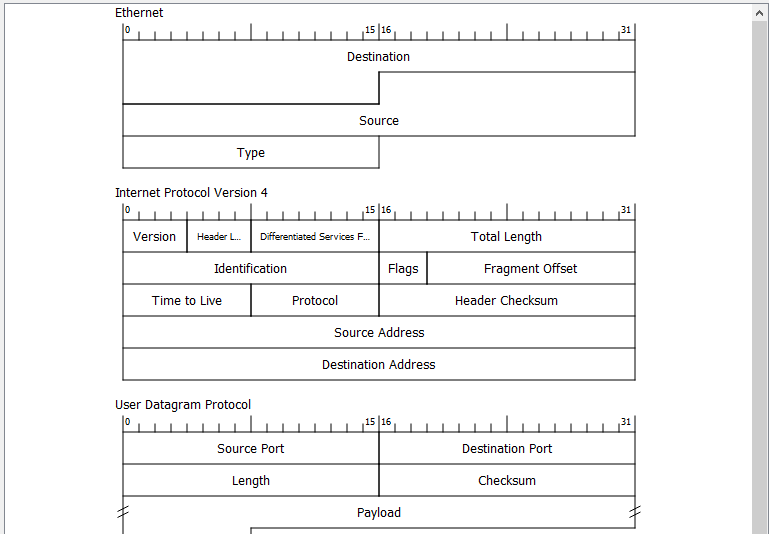 Ethernet
0 15 16 31
Destination
Source
Type
Internet Protocol Version 4
0 15 16 31
Version Header L... Differentiated Services F... Total Length
Identification Flags Fragment Offset
Time to Live Protocol Header Checksum
Source Address
Destination Address
User Datagram Protocol
0 15 16 31
Source Port Destination Port
Length Checksum
Payload